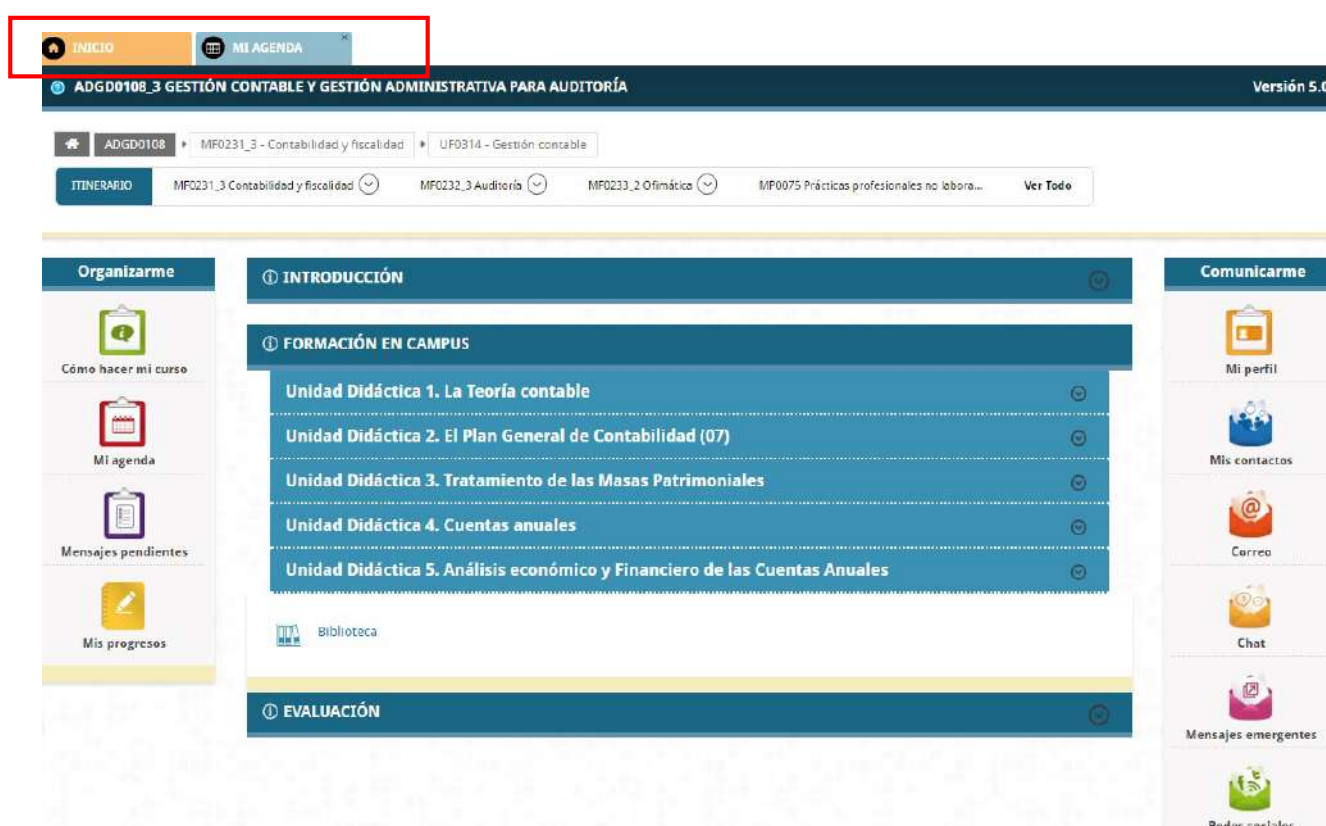 INICIO
MI AGENDA
ADGD0108_3 GESTIÓN CONTABLE Y GESTIÓN ADMINISTRATIVA PARA AUDITORÍA
Versión 5.0
ADGD0108
MF0231_3 - Contabilidad y fiscalidad
UF0314 - Gestión contable
ITINERARIO
MF0231_3 Contabilidad y fiscalidad
MF0232_3 Auditoría
MF0233_2 Ofimática
MP0075 Prácticas profesionales no labora...
Ver Todo
Organizarme
Cómo hacer mi curso
Mi agenda
Mensajes pendientes
Mis progresos
INTRODUCCIÓN
FORMACIÓN EN CAMPUS
Unidad Didáctica 1. La Teoría contable
Unidad Didáctica 2. El Plan General de Contabilidad (07)
Unidad Didáctica 3. Tratamiento de las Masas Patrimoniales
Unidad Didáctica 4. Cuentas anuales
Unidad Didáctica 5. Análisis económico y Financiero de las Cuentas Anuales
Biblioteca
EVALUACIÓN
Comunicarme
Mi perfil
Mis contactos
Correo
Chat
Mensajes emergentes
Redes sociales